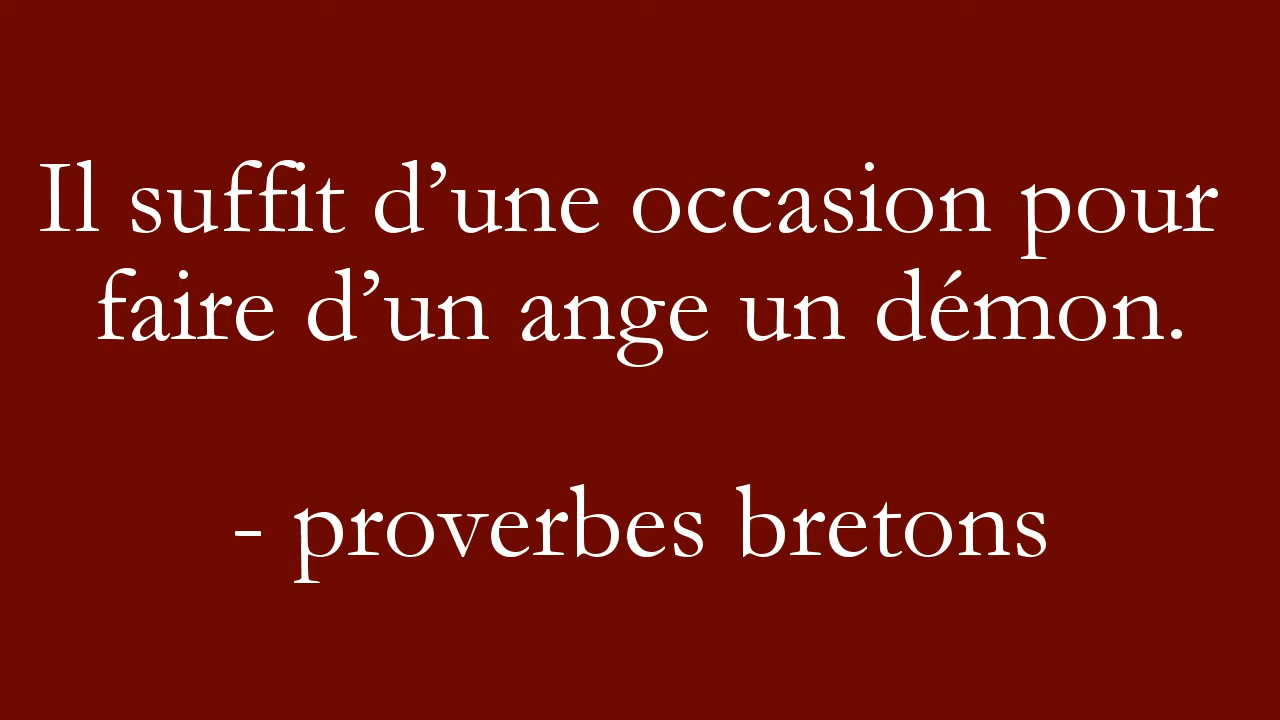 Il suffit d’une occasion pour
faire d’un ange un démon.
- proverbes bretons